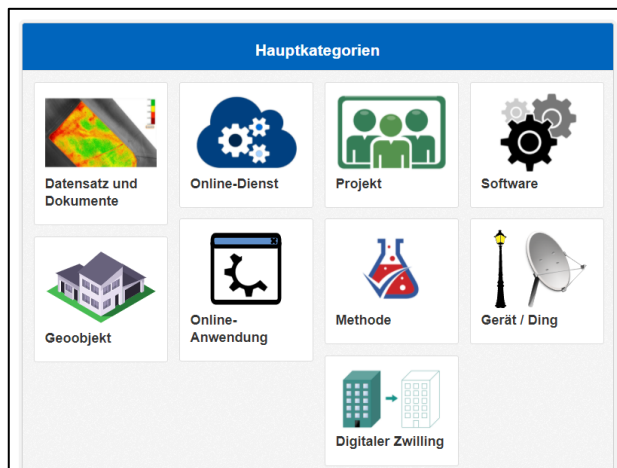 Hauptkategorien
Datensatz und
Dokumente
Online-Dienst
Projekt
Software
Geoobjekt
Online-
Anwendung
Methode
Gerät / Ding
Digitaler Zwilling